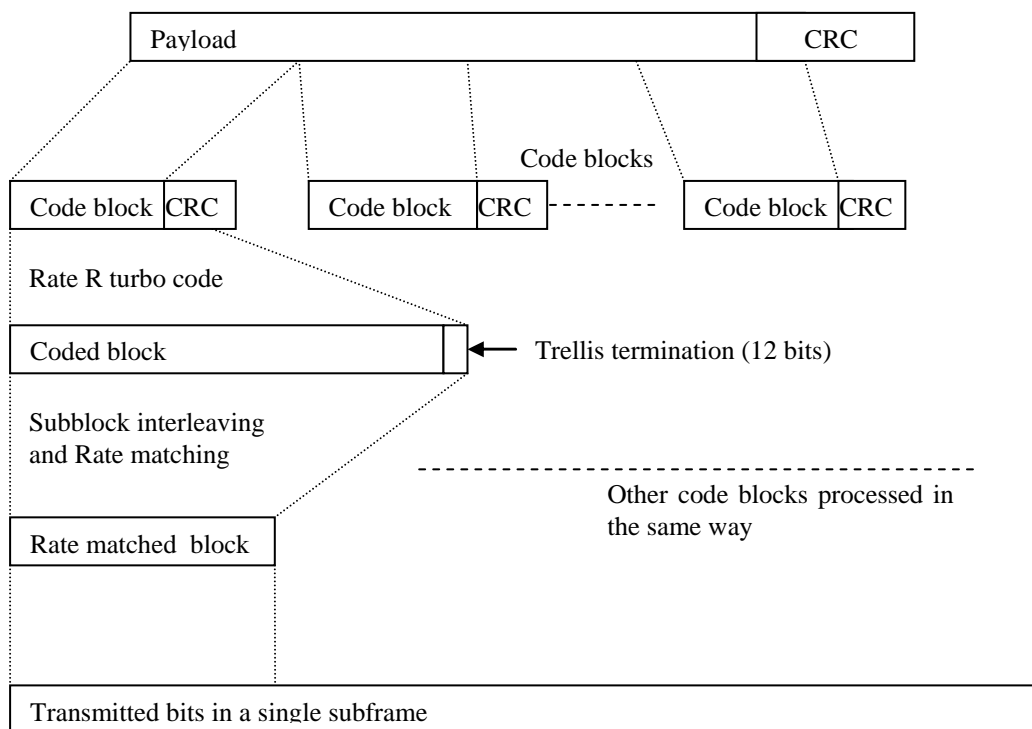 Payload
CRC
Code blocks
Code block
CRC
Code block
CRC
Code block
CRC
Rate R turbo code
Coded block
Trellis termination (12 bits)
Subblock interleaving
and Rate matching
Other code blocks processed in
the same way
Rate matched block
Transmitted bits in a single subframe